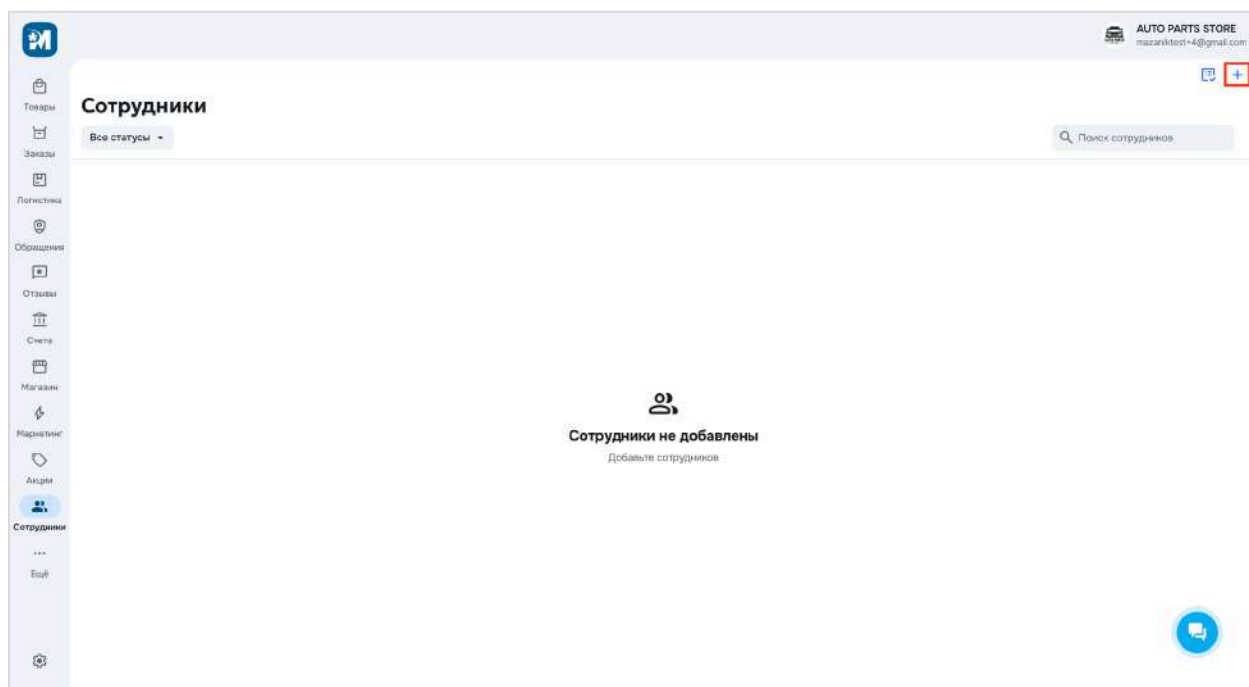 AUTO PARTS STORE
mazaniktest+4@gmail.com
Товары
Сотрудники
Все статусы
Поиск сотрудников
Заказы
Логистика
Обращения
Отзывы
Счета
Магазин
Маркетинг
Акции
Сотрудники
Ещё
Сотрудники не добавлены
Добавьте сотрудников